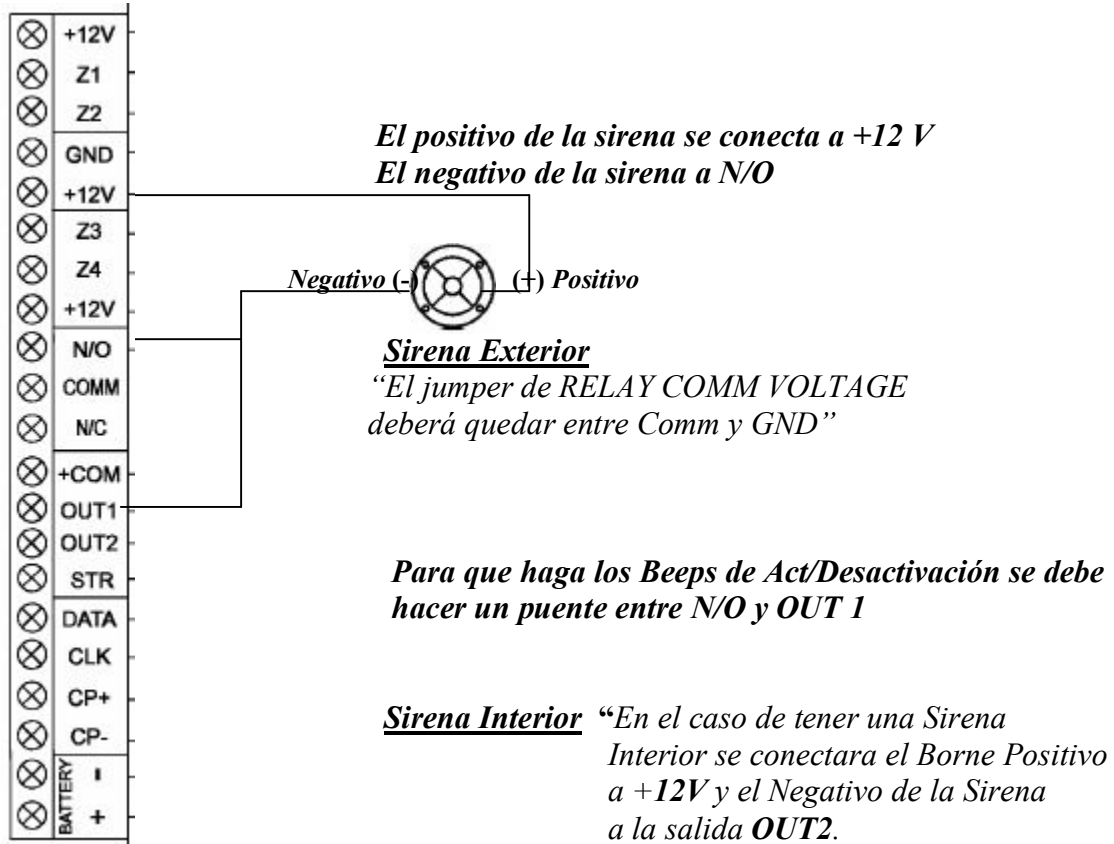 +12V
Z1
Z2
GND
+12V
Z3
Z4
+12V
N/O
COMM
N/C
+COM
OUT1
OUT2
STR
DATA
CLK
CP+
CP-
BATTERY
-
+
El positivo de la sirena se conecta a +12 V
El negativo de la sirena a N/O
Negativo (-) (+) Positivo
Sirena Exterior
“El jumper de RELAY COMM VOLTAGE
deberá quedar entre Comm y GND”
Para que haga los Beeps de Act/Desactivación se debe
hacer un puente entre N/O y OUT 1
Sirena Interior “En el caso de tener una Sirena
Interior se conectara el Borne Positivo
a +12V y el Negativo de la Sirena
a la salida OUT2.